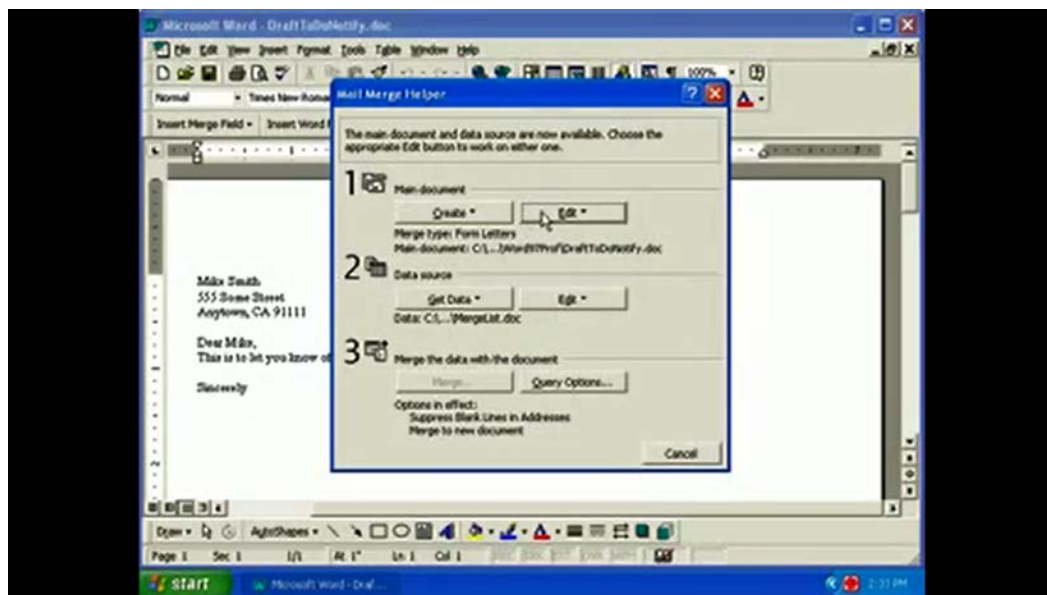 Microsoft Word - DraftToDoNotify.doc
File Edit View Insert Format Tools Table Window Help
100%
Normal Times New Roman
Insert Merge Field Insert Word
Mail Merge Helper
The main document and data source are now available. Choose the
appropriate Edit button to work on either one.
1 Main document
Create Edit
Merge type: Form Letters
Main document: C:\...\Word97Prof\DraftToDoNotify.doc
2 Data source
Get Data Edit
Data: C:\...\MergeList.doc
3 Merge the data with the document
Merge... Query Options...
Options in effect:
Suppress Blank Lines in Addresses
Merge to new document
Cancel
Mike Smith
555 Some Street
Anytown, CA 91111
Dear Mike,
This is to let you know of
Sincerely
Draw AutoShapes
Page 1 Sec 1 1/1 At 1" Ln 1 Col 1
start Microsoft Word - Draf... 2:33 PM